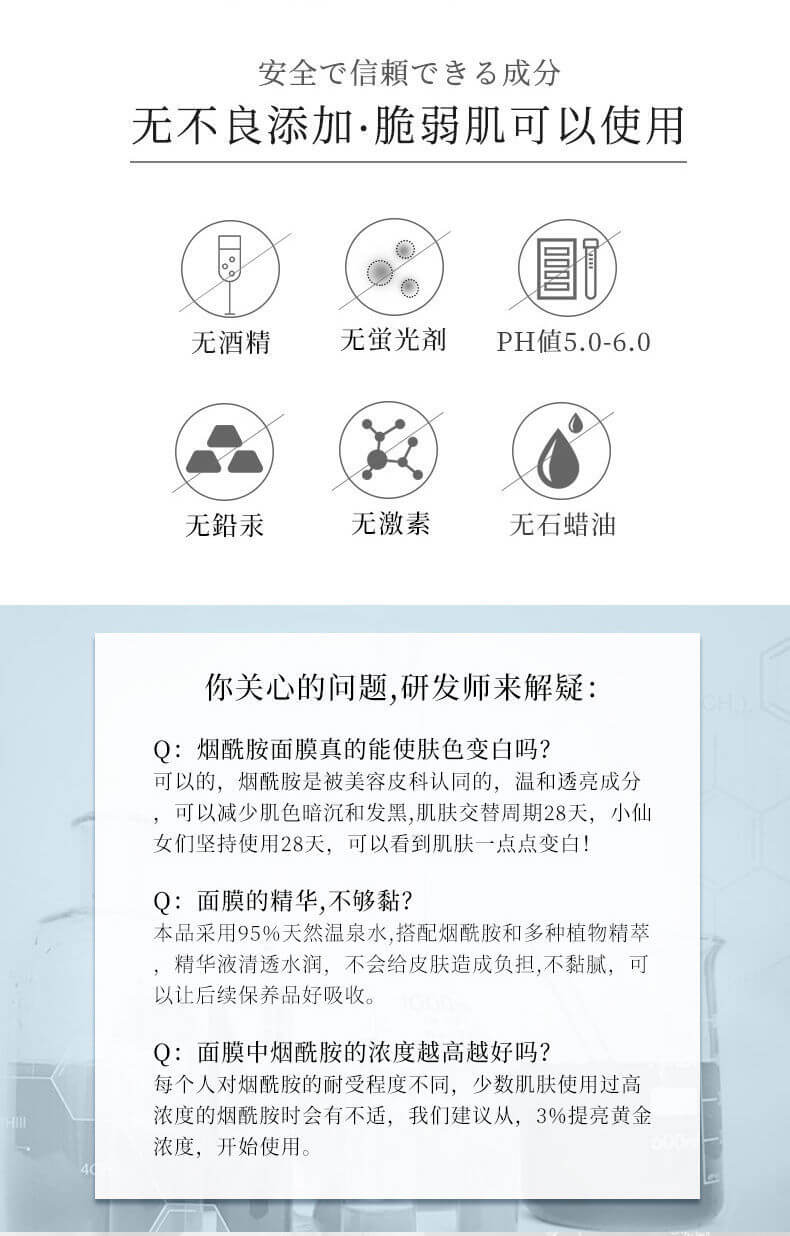 安全で信頼できる成分
无不良添加·脆弱肌可以使用
无酒精
无蛍光剤
PH値5.0-6.0
无鉛汞
无激素
无石蜡油
你关心的问题,研发师来解疑:
Q：烟酰胺面膜真的能使肤色变白吗？
可以的，烟酰胺是被美容皮科认同的，温和透亮成分
，可以减少肌色暗沉和发黑,肌肤交替周期28天，小仙
女们坚持使用28天，可以看到肌肤一点点变白！
Q：面膜的精华,不够黏？
本品采用95%天然温泉水,搭配烟酰胺和多种植物精萃
，精华液清透水润，不会给皮肤造成负担,不黏腻，可
以让后续保养品好吸收。
Q：面膜中烟酰胺的浓度越高越好吗？
每个人对烟酰胺的耐受程度不同，少数肌肤使用过高
浓度的烟酰胺时会有不适，我们建议从，3%提亮黄金
浓度，开始使用。